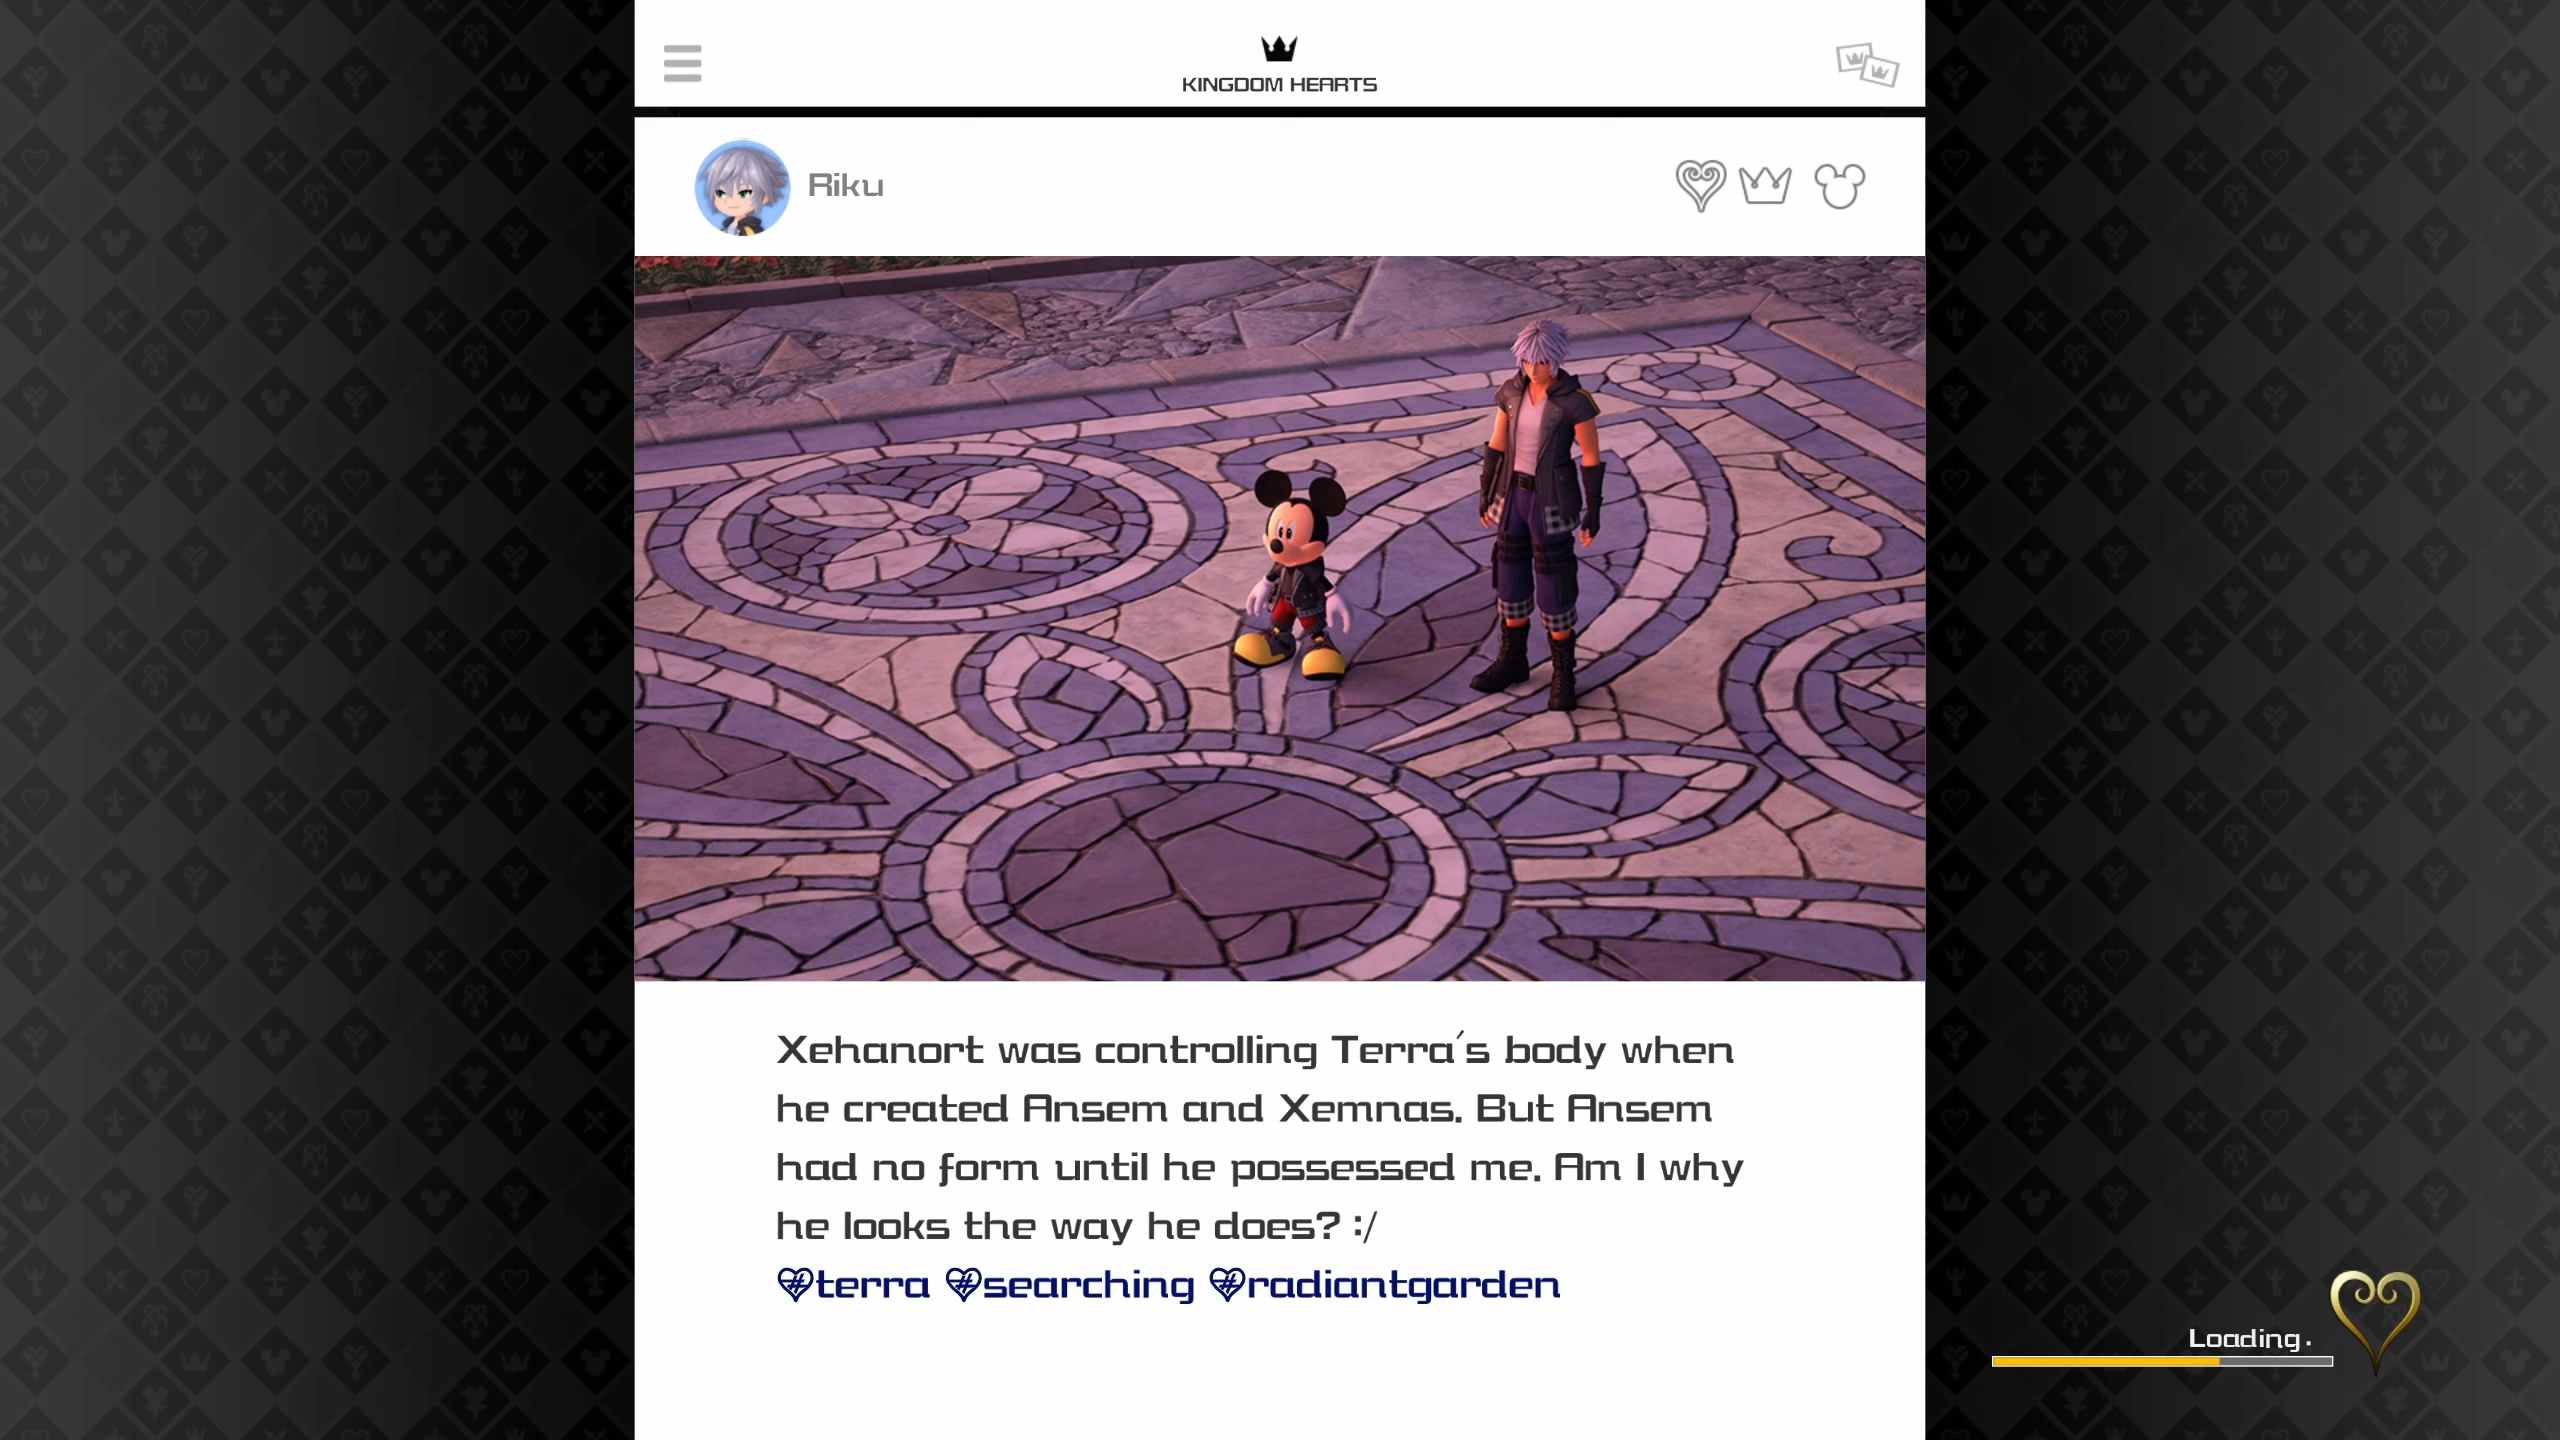 KINGDOM HEARTS
Riku
Xehanort was controlling Terra's body when
he created Ansem and Xemnas. But Ansem
had no form until he possessed me. Am I why
he looks the way he does? :/
#terra #searching #radiantgarden
Loading.